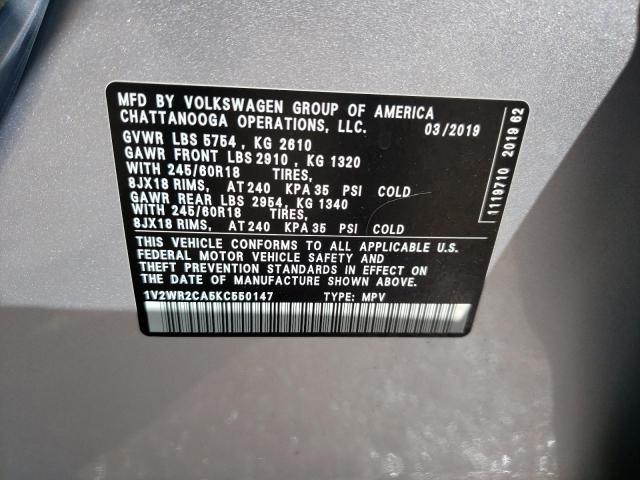 MFD BY VOLKSWAGEN GROUP OF AMERICA
CHATTANOOGA OPERATIONS, LLC. 03/2019
GVWR LBS 5754 , KG 2610
GAWR FRONT LBS 2910 , KG 1320
WITH 245/60R18 TIRES,
8JX18 RIMS, AT 240 KPA 35 PSI COLD
GAWR REAR LBS 2954, KG 1340
WITH 245/60R18 TIRES,
8JX18 RIMS, AT 240 KPA 35 PSI COLD
THIS VEHICLE CONFORMS TO ALL APPLICABLE U.S.
FEDERAL MOTOR VEHICLE SAFETY AND
THEFT PREVENTION STANDARDS IN EFFECT ON
THE DATE OF MANUFACTURE SHOWN ABOVE.
1V2WR2CA5KC550147 TYPE: MPV
1119710 2019 62